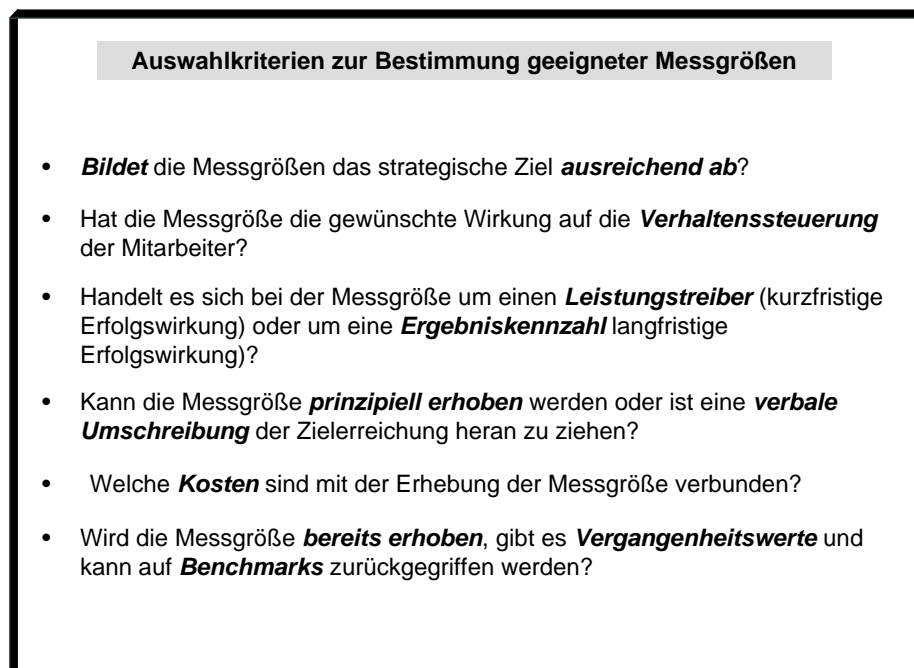 Auswahlkriterien zur Bestimmung geeigneter Messgrößen
• Bildet die Messgrößen das strategische Ziel ausreichend ab?
• Hat die Messgröße die gewünschte Wirkung auf die Verhaltenssteuerung
der Mitarbeiter?
• Handelt es sich bei der Messgröße um einen Leistungstreiber (kurzfristige
Erfolgswirkung) oder um eine Ergebniskennzahl langfristige
Erfolgswirkung)?
• Kann die Messgröße prinzipiell erhoben werden oder ist eine verbale
Umschreibung der Zielerreichung heran zu ziehen?
• Welche Kosten sind mit der Erhebung der Messgröße verbunden?
• Wird die Messgröße bereits erhoben, gibt es Vergangenheitswerte und
kann auf Benchmarks zurückgegriffen werden?